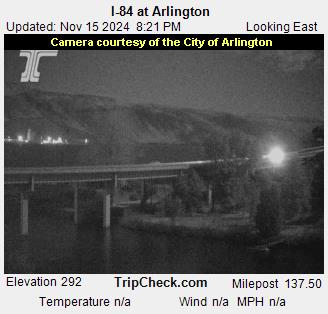 I-84 at Arlington
Updated: Nov 15 2024 8:21 PM Looking East
Camera courtesy of the City of Arlington
Elevation 292 TripCheck.com Milepost 137.50
Temperature n/a Wind n/a MPH n/a